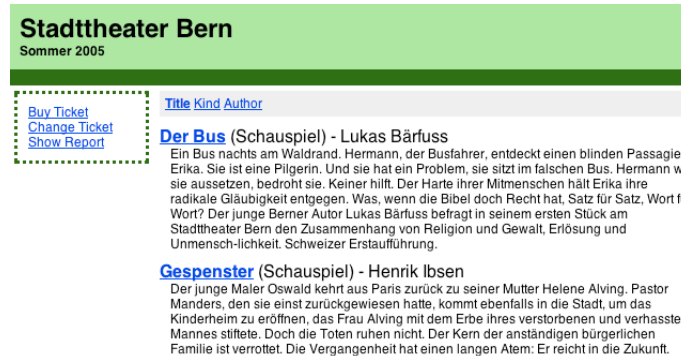 Stadttheater Bern
Sommer 2005
Buy Ticket
Change Ticket
Show Report
Title Kind Author
Der Bus (Schauspiel) - Lukas Bärfuss
Ein Bus nachts am Waldrand. Hermann, der Busfahrer, entdeckt einen blinden Passagie
Erika. Sie ist eine Pilgerin. Und sie hat ein Problem, sie sitzt im falschen Bus. Hermann w
sie aussetzen, bedroht sie. Keiner hilft. Der Harte ihrer Mitmenschen hält Erika ihre
radikale Gläubigkeit entgegen. Was, wenn die Bibel doch Recht hat, Satz für Satz, Wort f
Wort? Der junge Berner Autor Lukas Bärfuss befragt in seinem ersten Stück am
Stadttheater Bern den Zusammenhang von Religion und Gewalt, Erlösung und
Unmensch-lichkeit. Schweizer Erstaufführung.
Gespenster (Schauspiel) - Henrik Ibsen
Der junge Maler Oswald kehrt aus Paris zurück zu seiner Mutter Helene Alving. Pastor
Manders, den sie einst zurückgewiesen hatte, kommt ebenfalls in die Stadt, um das
Kinderheim zu eröffnen, das Frau Alving mit dem Erbe ihres verstorbenen und verhasste
Mannes stiftete. Doch die Toten ruhen nicht. Der Kern der anständigen bürgerlichen
Familie ist verrottet. Die Vergangenheit hat einen langen Atem: Er reicht in die Zukunft.